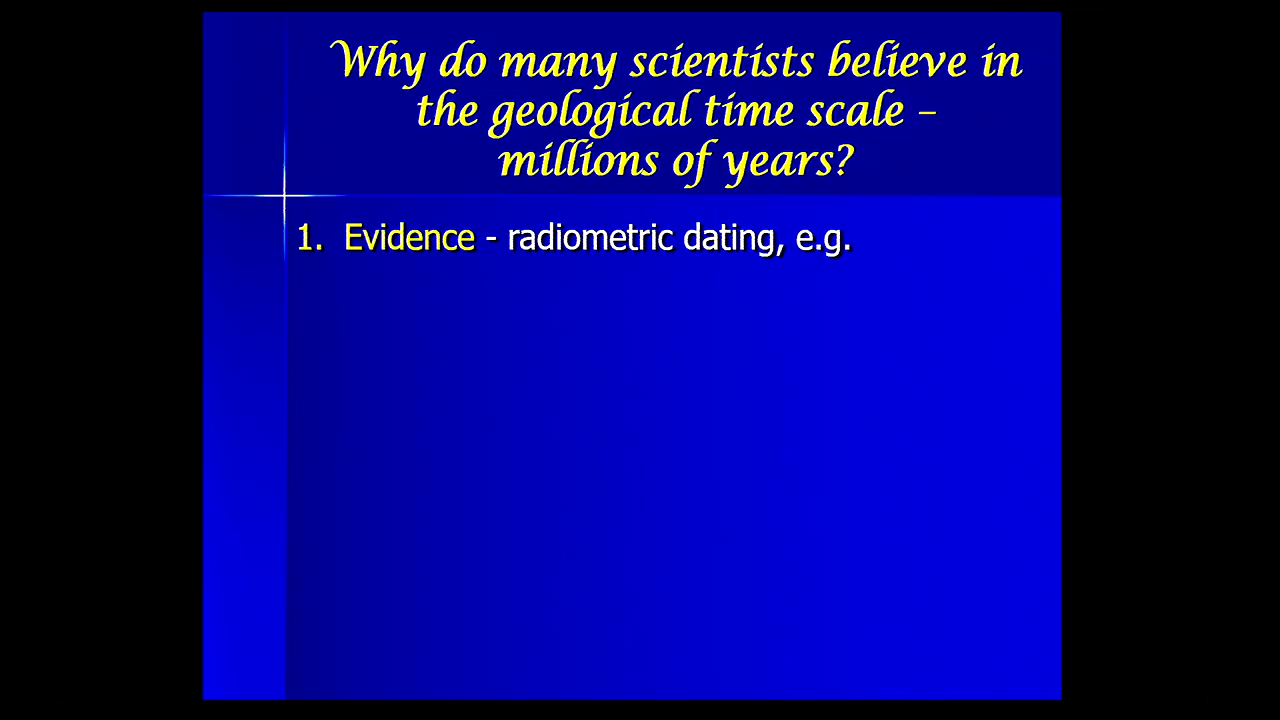 Why do many scientists believe in
the geological time scale –
millions of years?
1. Evidence - radiometric dating, e.g.